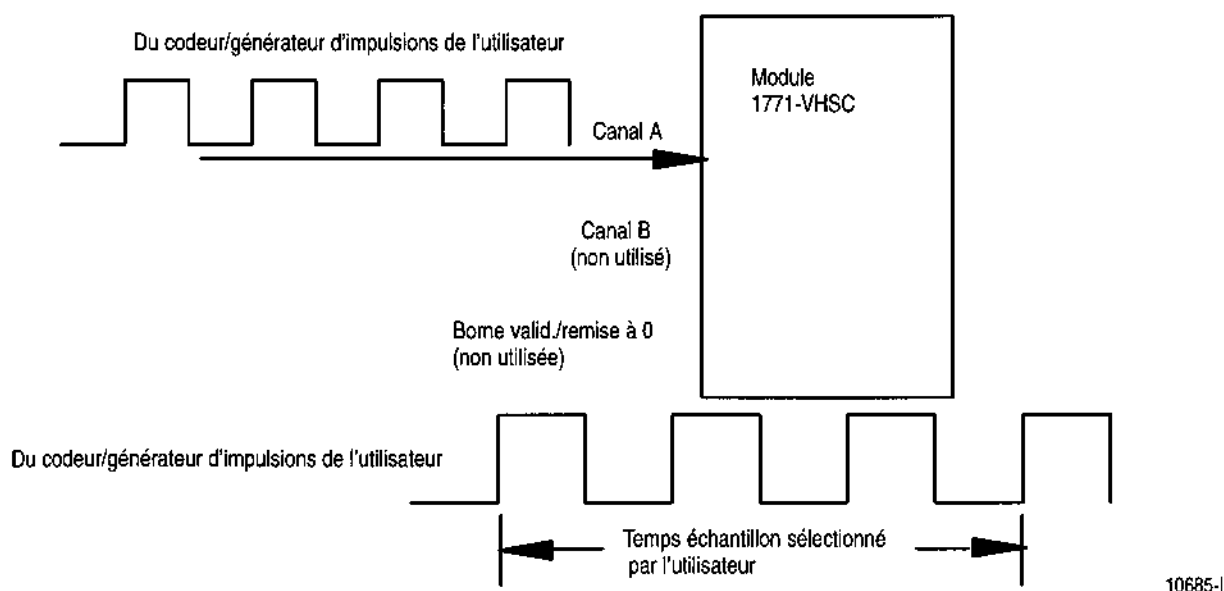 Du codeur/générateur d'impulsions de l'utilisateur
Module
1771-VHSC
Canal A
Canal B
(non utilisé)
Borne valid./remise à 0
(non utilisée)
Du codeur/générateur d'impulsions de l'utilisateur
Temps échantillon sélectionné
par l'utilisateur
10685-I